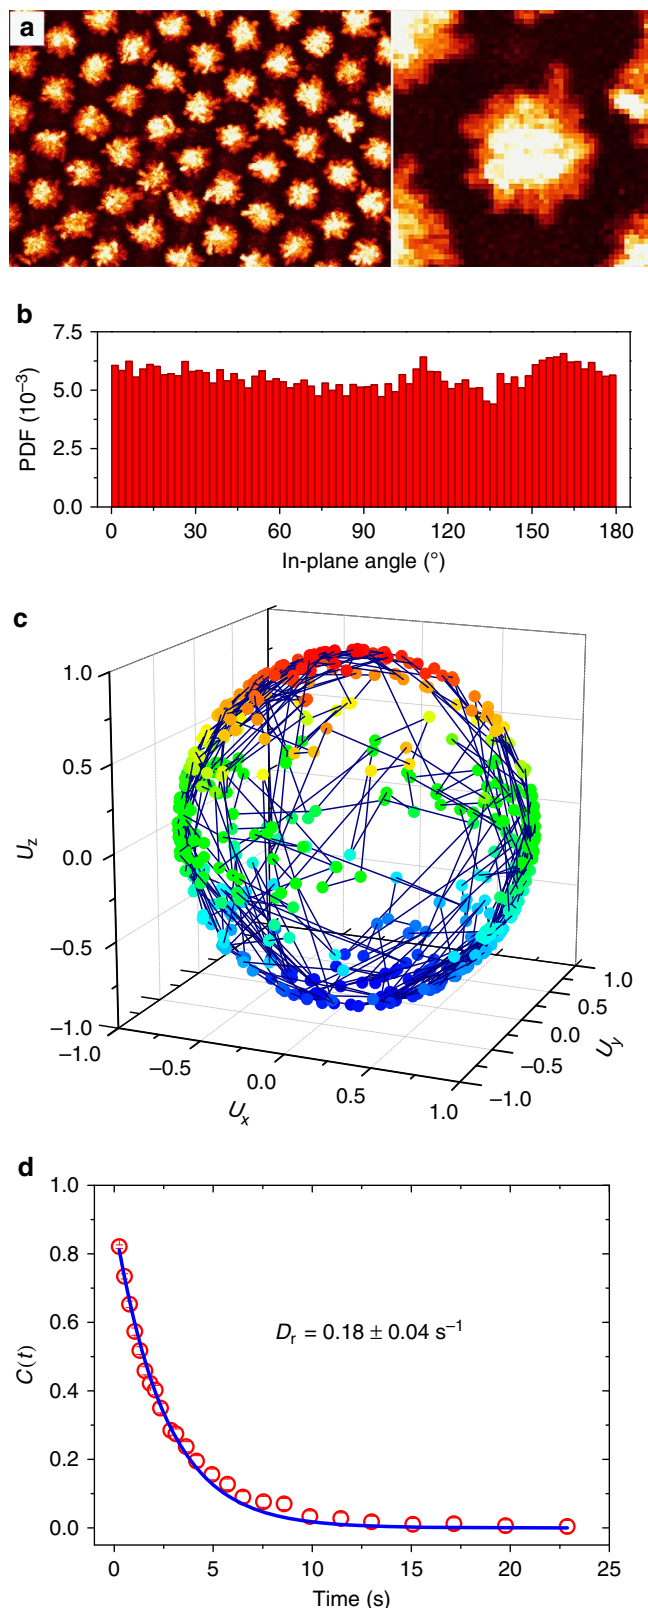 a
b
7.5
5.0
2.5
0.0
PDF (10⁻³)
0 30 60 90 120 150 180
In-plane angle (°)
c
1.0
0.5
0.0
−0.5
−1.0
U_z
−1.0 −0.5 0.0 0.5 1.0
U_x
−1.0 −0.5 0.0 0.5 1.0
U_y
d
1.0
0.8
0.6
0.4
0.2
0.0
C(t)
D_r = 0.18 ± 0.04 s⁻¹
0 5 10 15 20 25
Time (s)